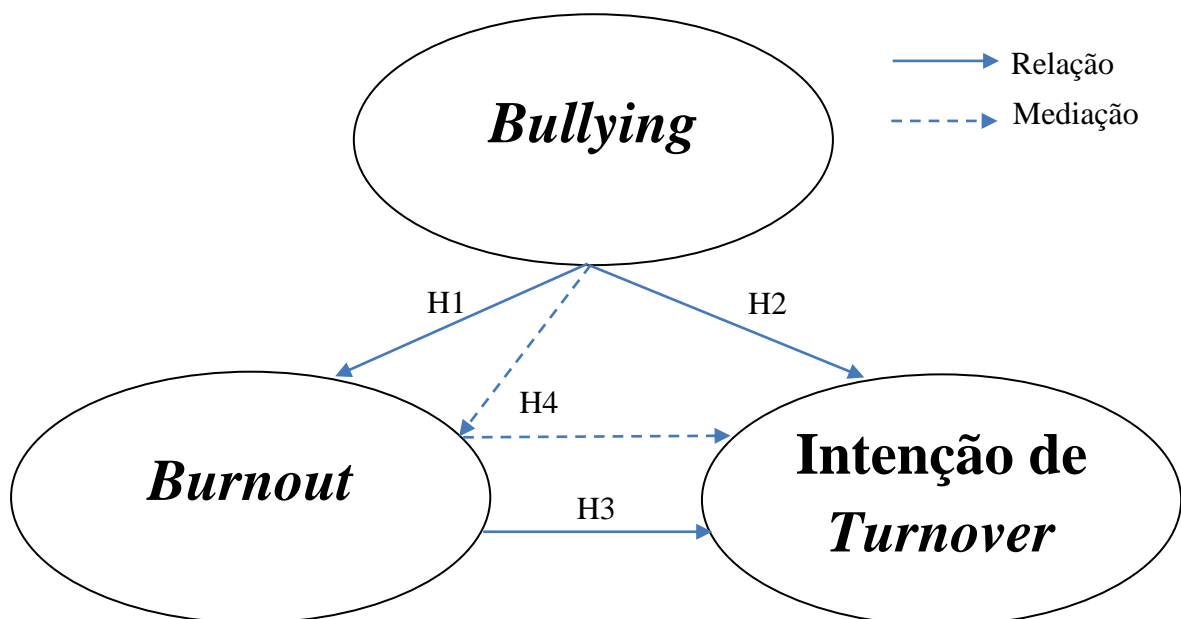 Bullying
Relação
Mediação
H1
H2
H4
Burnout
H3
Intenção de
Turnover